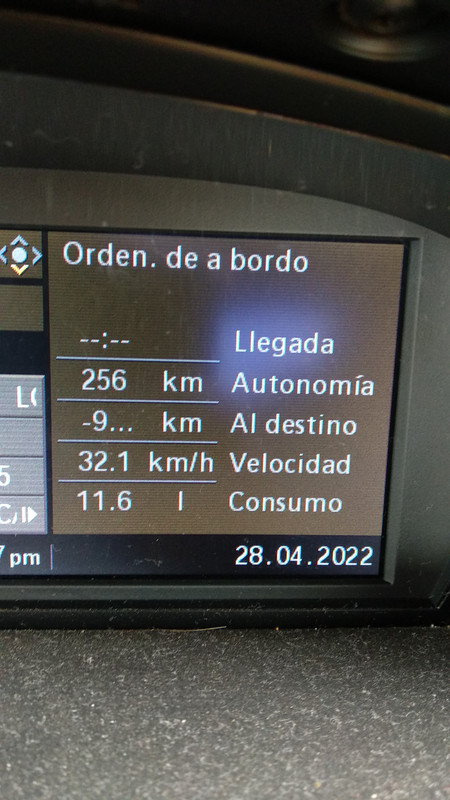 Orden. de a bordo
--:-- Llegada
256 km Autonomía
-9... km Al destino
32.1 km/h Velocidad
11.6 l Consumo
5
pm 28.04.2022